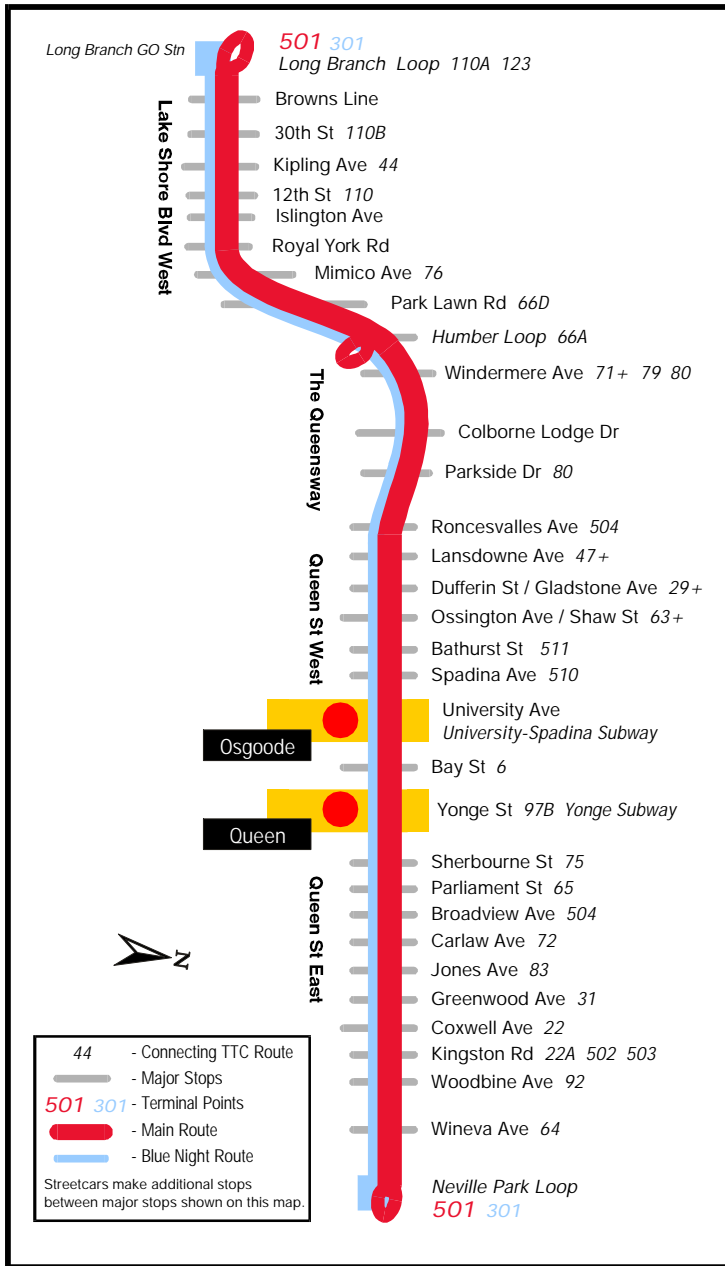 Long Branch GO Stn
501 301
Long Branch Loop 110A 123
Browns Line
30th St 110B
Kipling Ave 44
12th St 110
Islington Ave
Royal York Rd
Lake Shore Blvd West
Mimico Ave 76
Park Lawn Rd 66D
Humber Loop 66A
Windermere Ave 71+ 79 80
The Queensway
Colborne Lodge Dr
Parkside Dr 80
Roncesvalles Ave 504
Lansdowne Ave 47+
Dufferin St / Gladstone Ave 29+
Ossington Ave / Shaw St 63+
Queen St West
Bathurst St 511
Spadina Ave 510
University Ave
University-Spadina Subway
Osgoode
Bay St 6
Yonge St 97B Yonge Subway
Queen
Sherbourne St 75
Parliament St 65
Broadview Ave 504
Queen St East
Carlaw Ave 72
N
Jones Ave 83
Greenwood Ave 31
Coxwell Ave 22
Kingston Rd 22A 502 503
Woodbine Ave 92
Wineva Ave 64
Neville Park Loop
501 301
44 - Connecting TTC Route
- Major Stops
501 301 - Terminal Points
- Main Route
- Blue Night Route
Streetcars make additional stops
between major stops shown on this map.